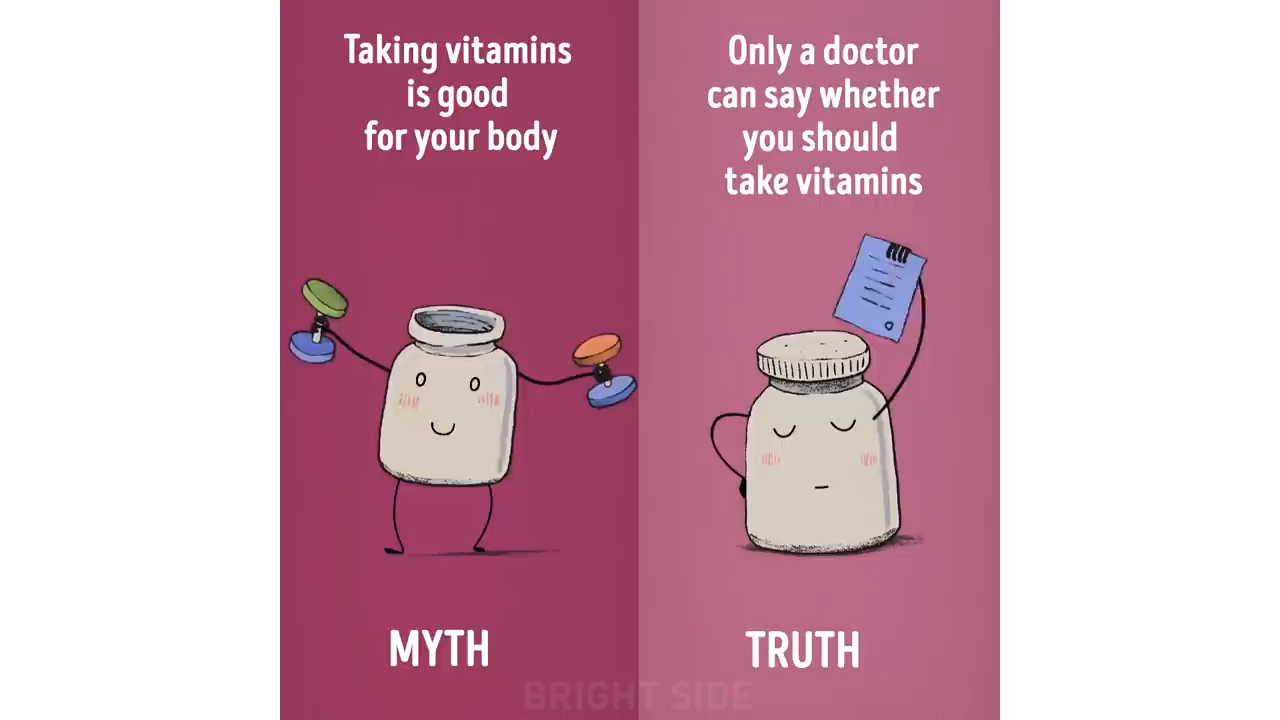 Taking vitamins
is good
for your body
Only a doctor
can say whether
you should
take vitamins
MYTH
TRUTH
BRIGHT SIDE